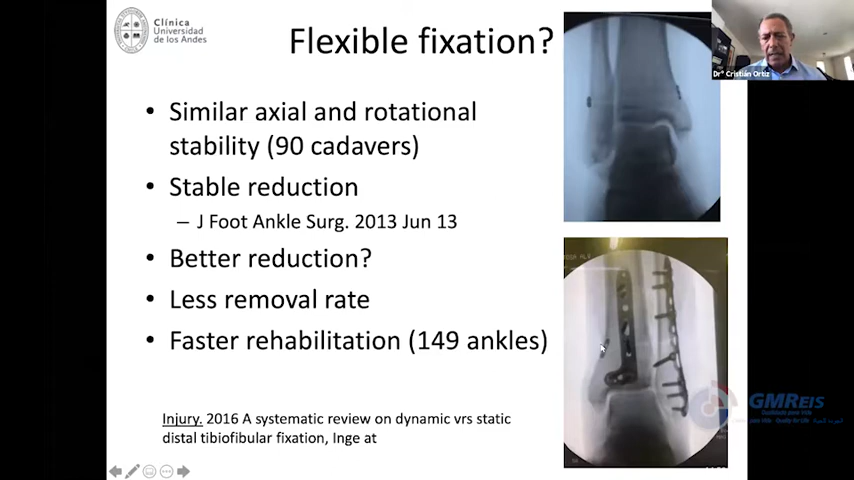 Clínica
Universidad
de los Andes
Flexible fixation?
Drº Cristián Ortiz
• Similar axial and rotational
stability (90 cadavers)
• Stable reduction
– J Foot Ankle Surg. 2013 Jun 13
• Better reduction?
• Less removal rate
• Faster rehabilitation (149 ankles)
Injury. 2016 A systematic review on dynamic vrs static
distal tibiofibular fixation, Inge at
GMREIS